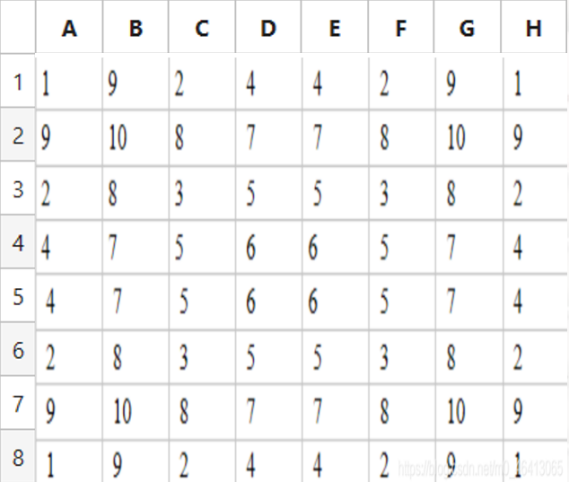 A B C D E F G H
1 1 9 2 4 4 2 9 1
2 9 10 8 7 7 8 10 9
3 2 8 3 5 5 3 8 2
4 4 7 5 6 6 5 7 4
5 4 7 5 6 6 5 7 4
6 2 8 3 5 5 3 8 2
7 9 10 8 7 7 8 10 9
8 1 9 2 4 4 2 9 1